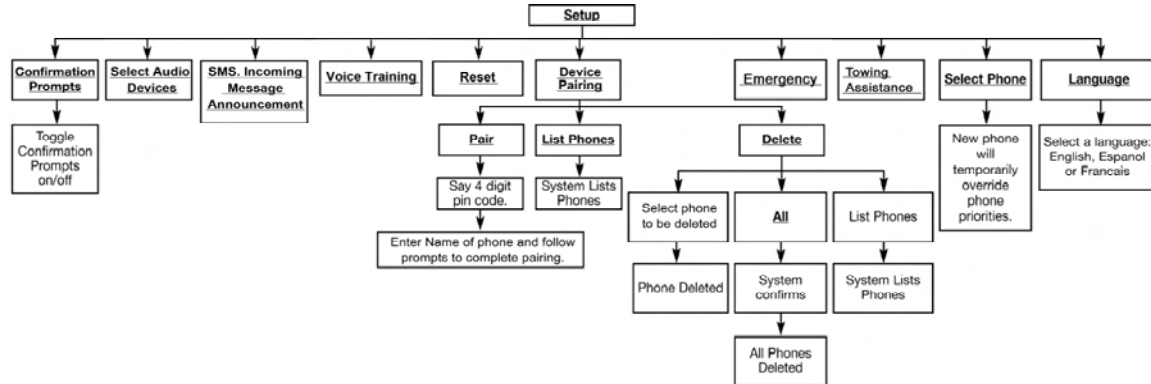 Setup
Confirmation
Prompts
Select Audio
Devices
SMS. Incoming
Message
Announcement
Voice Training
Reset
Device
Pairing
Emergency
Towing
Assistance
Select Phone
Language
Toggle
Confirmation
Prompts
on/off
Pair
List Phones
Delete
New phone
will
temporarily
override
phone
priorities.
Select a language:
English, Espanol
or Francais
Say 4 digit
pin code.
System Lists
Phones
Select phone
to be deleted
All
List Phones
Enter Name of phone and follow
prompts to complete pairing.
Phone Deleted
System
confirms
System Lists
Phones
All Phones
Deleted